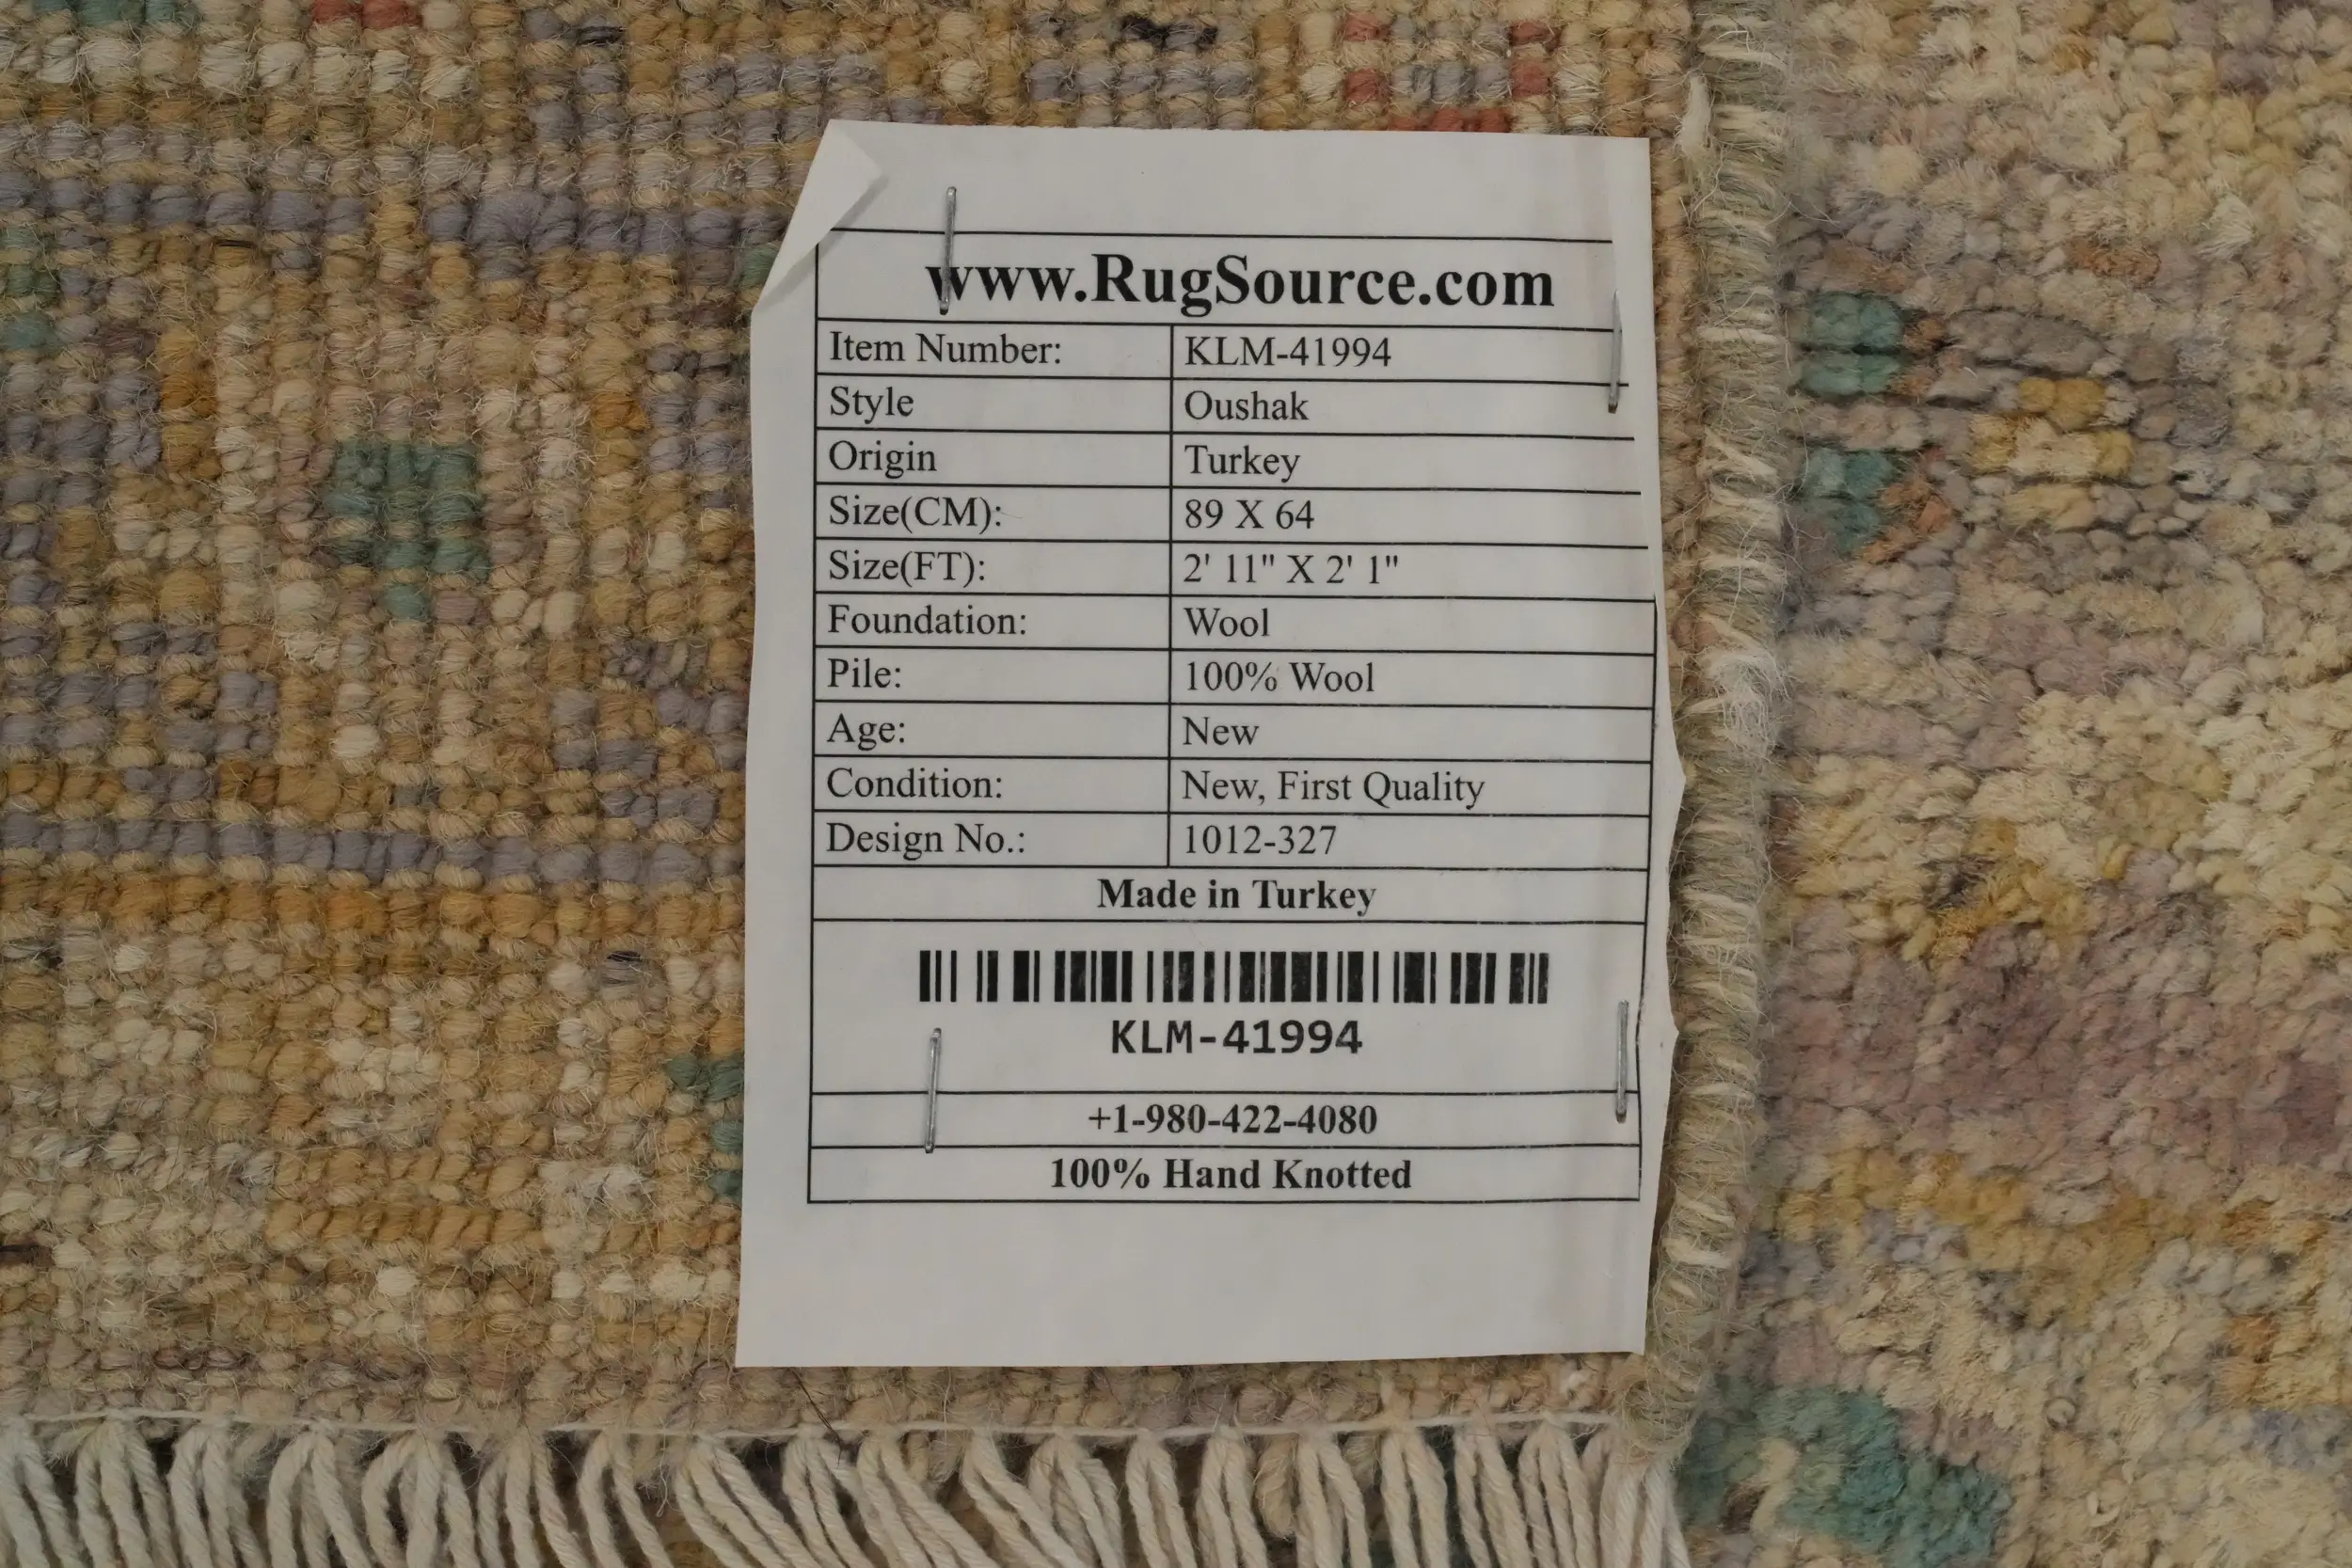 www.RugSource.com
Item Number: KLM-41994
Style Oushak
Origin Turkey
Size(CM): 89 X 64
Size(FT): 2' 11" X 2' 1"
Foundation: Wool
Pile: 100% Wool
Age: New
Condition: New, First Quality
Design No.: 1012-327
Made in Turkey
KLM-41994
+1-980-422-4080
100% Hand Knotted